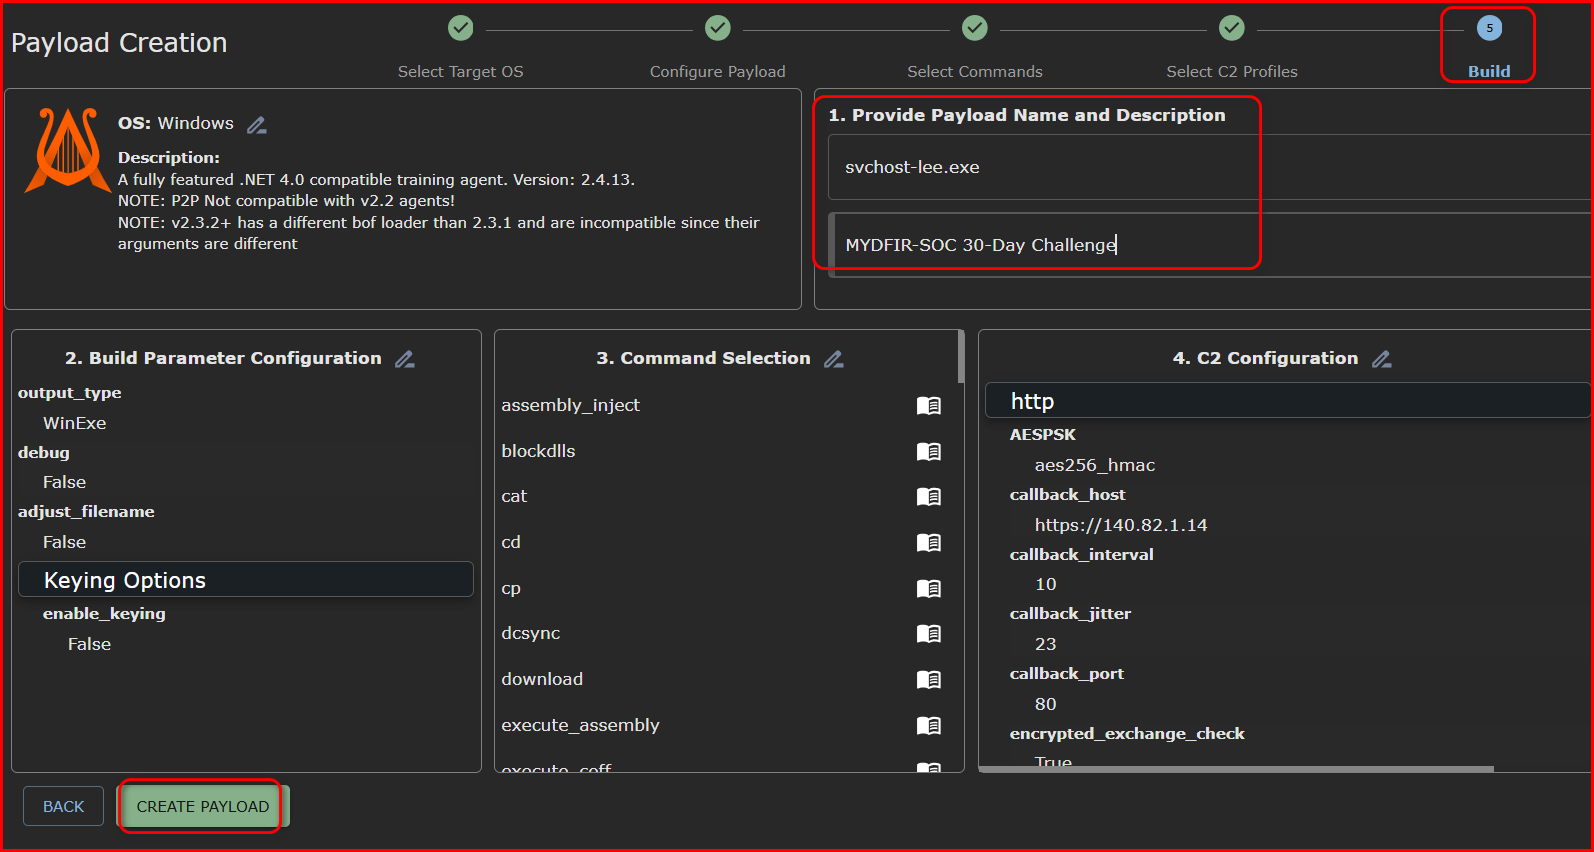 Payload Creation
Select Target OS
Configure Payload
Select Commands
Select C2 Profiles
5
Build
OS: Windows
Description:
A fully featured .NET 4.0 compatible training agent. Version: 2.4.13.
NOTE: P2P Not compatible with v2.2 agents!
NOTE: v2.3.2+ has a different bof loader than 2.3.1 and are incompatible since their
arguments are different
1. Provide Payload Name and Description
svchost-lee.exe
MYDFIR-SOC 30-Day Challenge
2. Build Parameter Configuration
output_type
WinExe
debug
False
adjust_filename
False
Keying Options
enable_keying
False
3. Command Selection
assembly_inject
blockdlls
cat
cd
cp
dcsync
download
execute_assembly
execute_coff
4. C2 Configuration
http
AESPSK
aes256_hmac
callback_host
https://140.82.1.14
callback_interval
10
callback_jitter
23
callback_port
80
encrypted_exchange_check
True
BACK
CREATE PAYLOAD